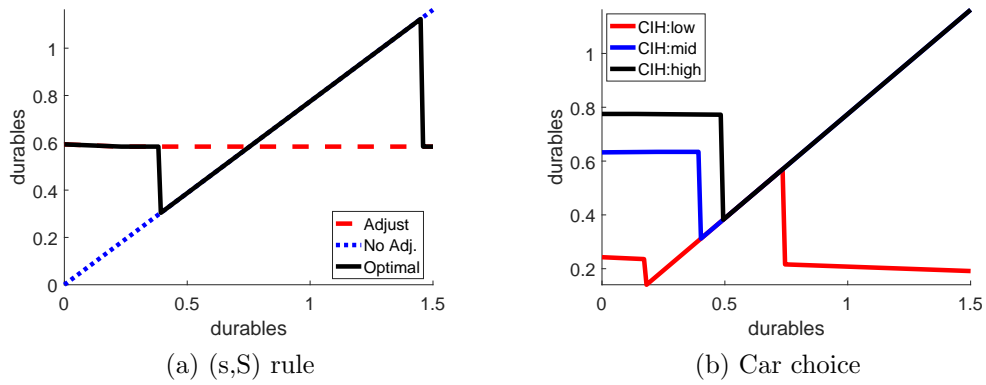 1
0.8
0.6
0.4
0.2
0
durables
0
0.5
1
1.5
durables
Adjust
No Adj.
Optimal
(a) (s,S) rule
1
0.8
0.6
0.4
0.2
durables
0
0.5
1
1.5
durables
CIH:low
CIH:mid
CIH:high
(b) Car choice